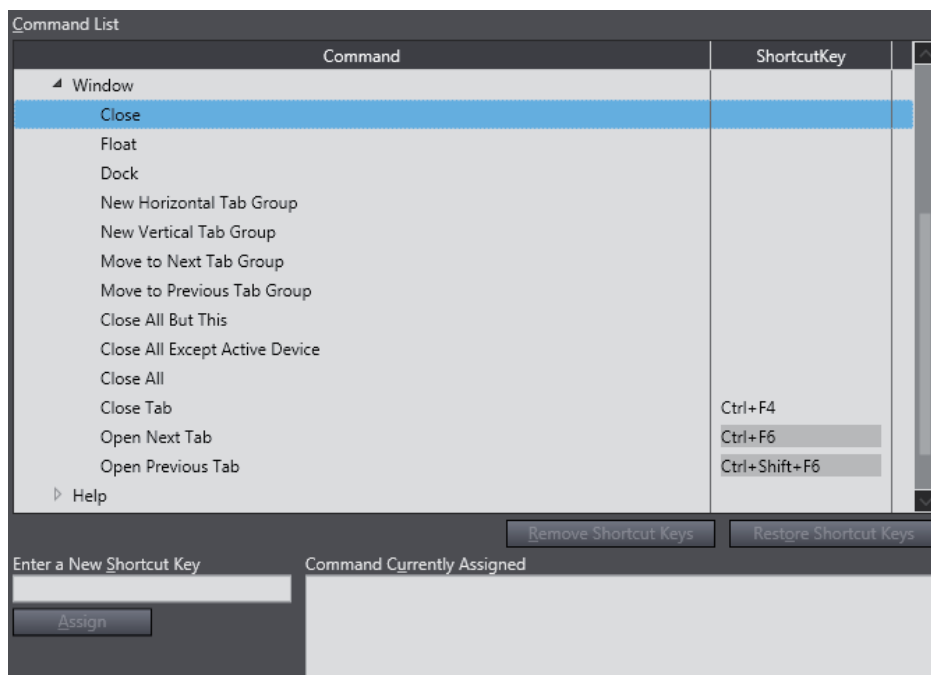 Command List
Command ShortcutKey
Window
Close
Float
Dock
New Horizontal Tab Group
New Vertical Tab Group
Move to Next Tab Group
Move to Previous Tab Group
Close All But This
Close All Except Active Device
Close All
Close Tab Ctrl+F4
Open Next Tab Ctrl+F6
Open Previous Tab Ctrl+Shift+F6
Help
Remove Shortcut Keys Restore Shortcut Keys
Enter a New Shortcut Key Command Currently Assigned
Assign